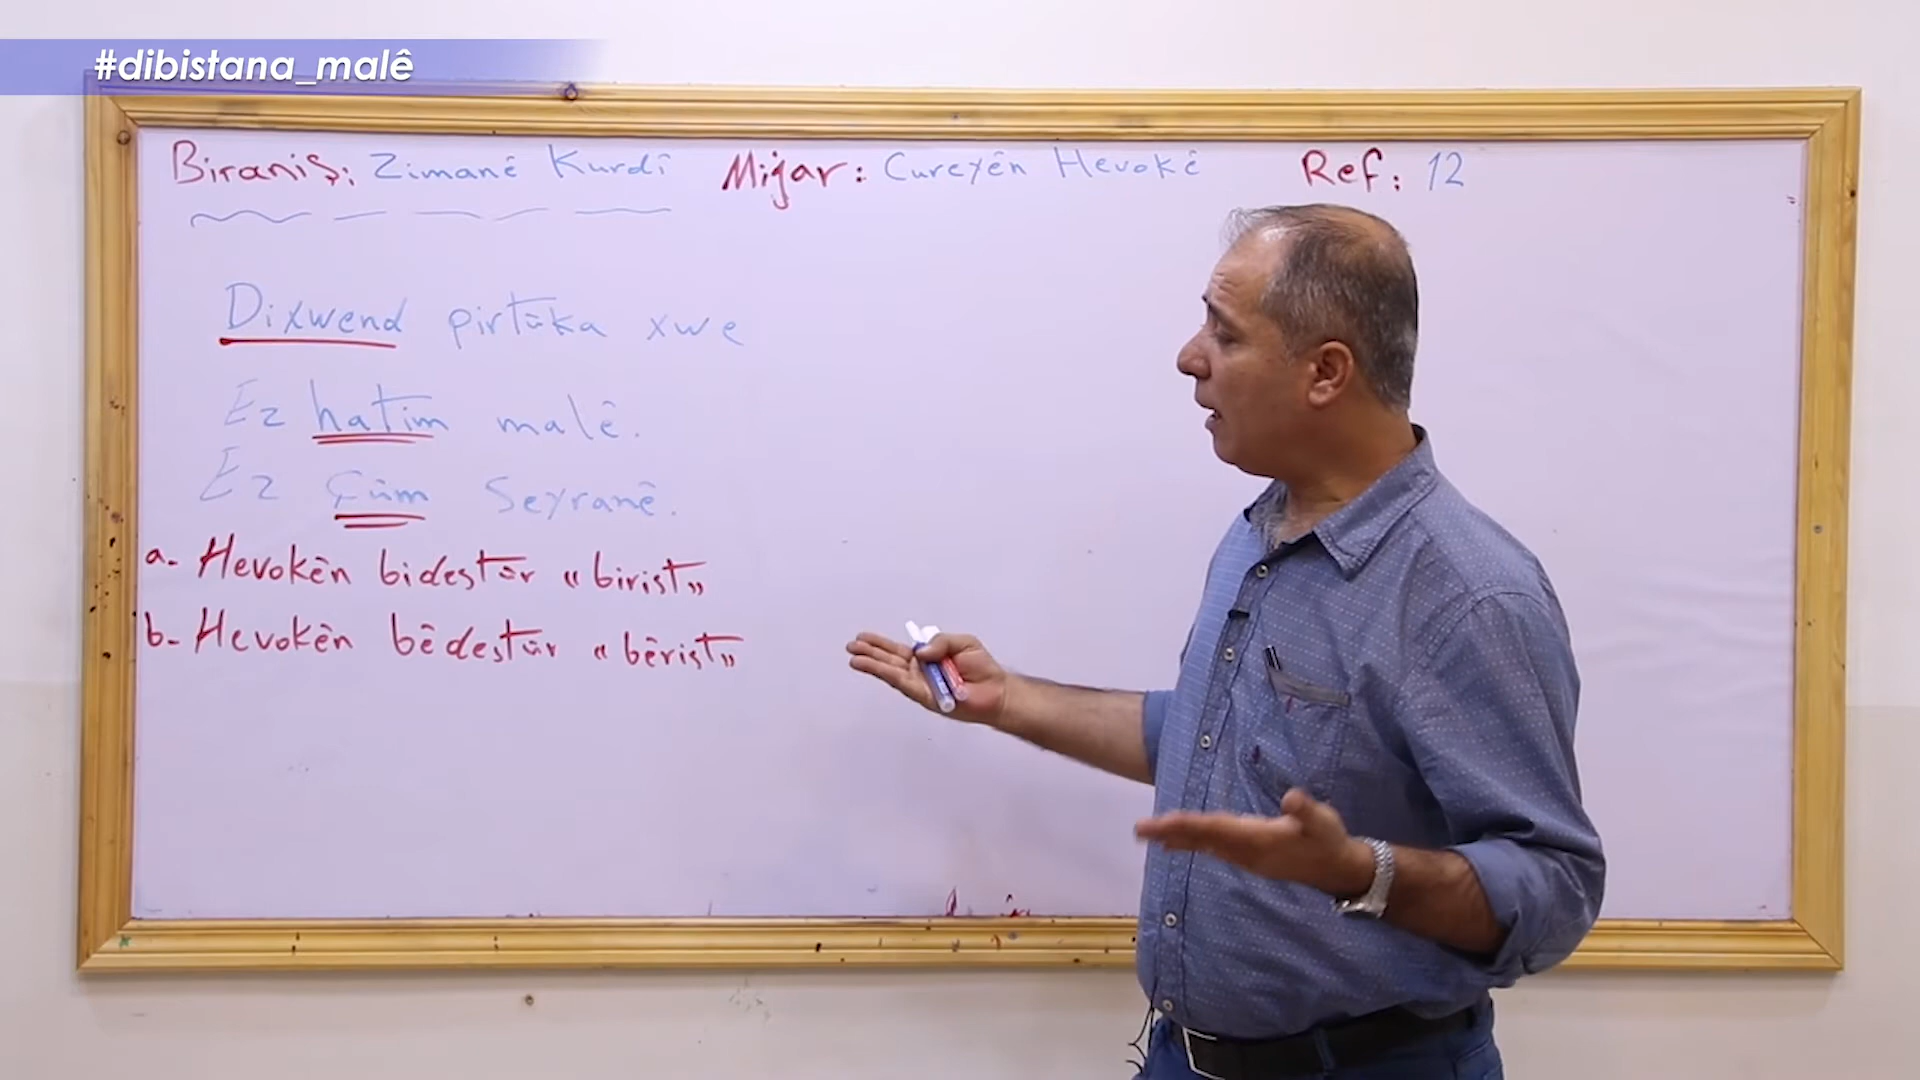 #dibistana_malê
Biraniş: Zimanê Kurdî Mijar: Cureyên Hevokê Ref: 12
Dixwend pirtûka xwe
Ez hatim malê.
Ez çûm Seyranê.
a- Hevokên bidestûr «birist»
b- Hevokên bêdestûr «bêrist»